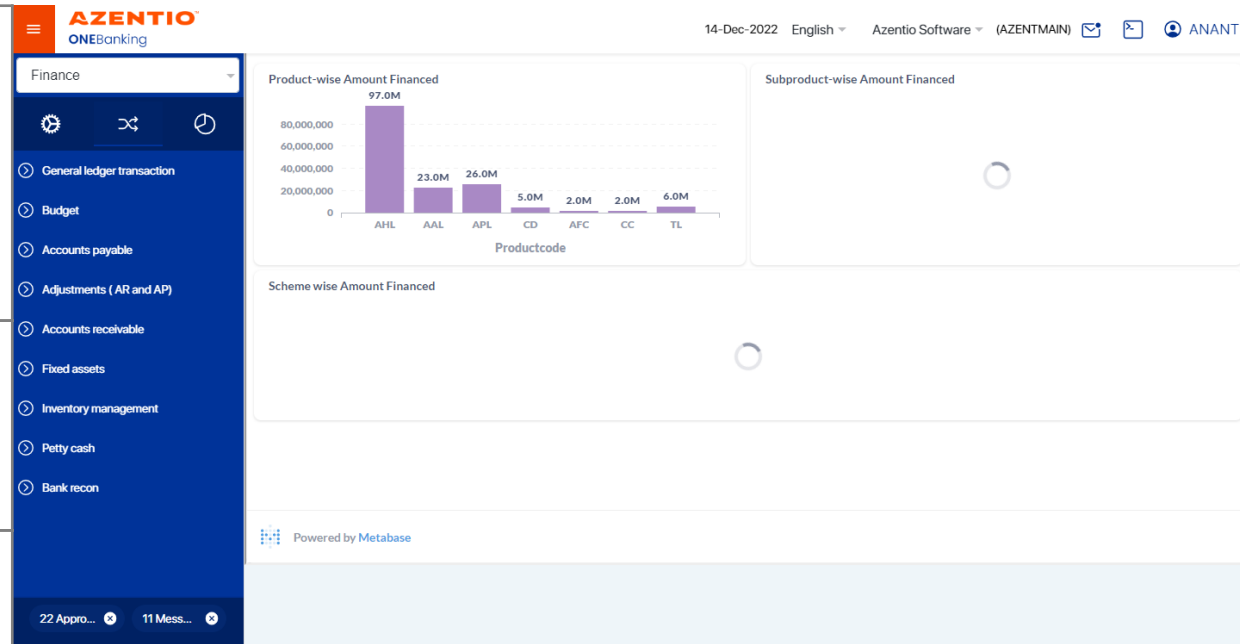 AZENTIO
ONEBanking
14-Dec-2022 English Azentio Software (AZENTMAIN) ANANT
Finance
General ledger transaction
Budget
Accounts payable
Adjustments ( AR and AP)
Accounts receivable
Fixed assets
Inventory management
Petty cash
Bank recon
22 Appro... 11 Mess...
Product-wise Amount Financed
97.0M
80,000,000
60,000,000
40,000,000
23.0M 26.0M
20,000,000
5.0M 2.0M 2.0M 6.0M
0
AHL AAL APL CD AFC CC TL
Productcode
Subproduct-wise Amount Financed
Scheme wise Amount Financed
Powered by Metabase